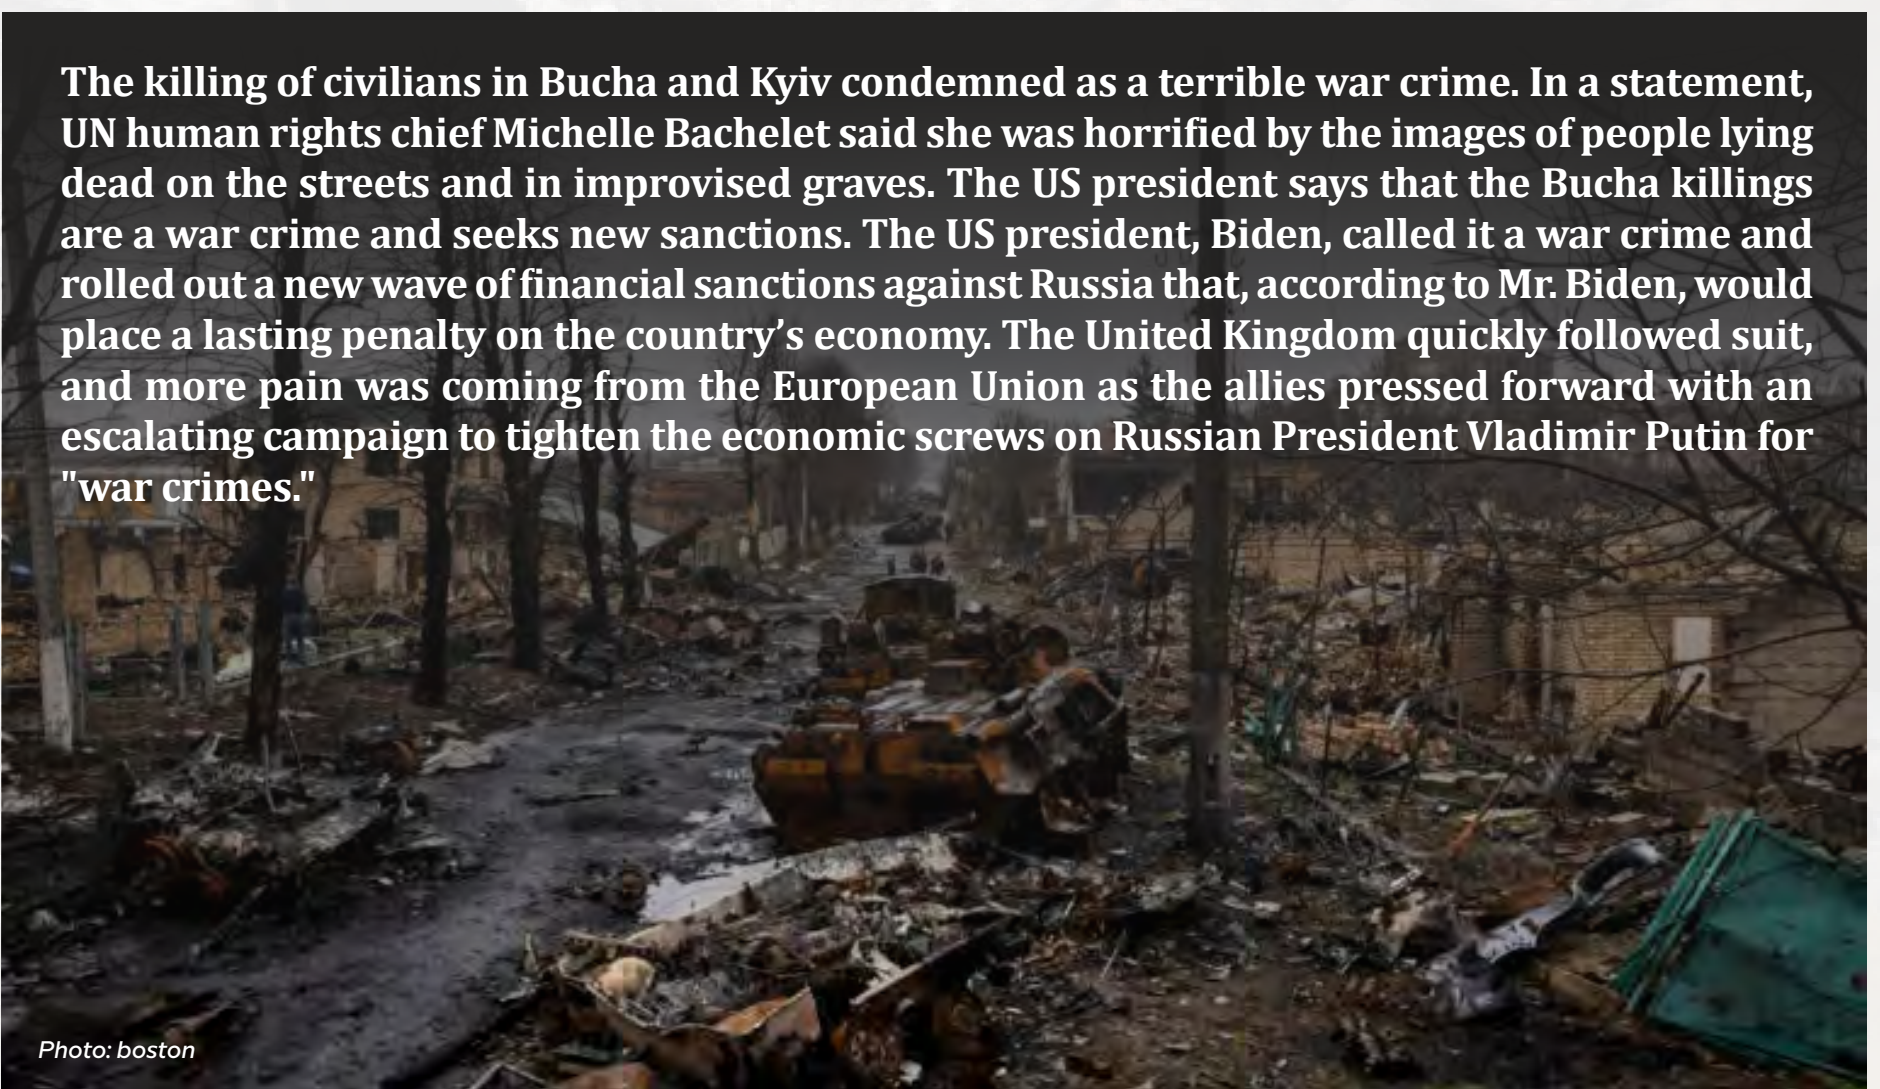 The killing of civilians in Bucha and Kyiv condemned as a terrible war crime. In a statement,
UN human rights chief Michelle Bachelet said she was horrified by the images of people lying
dead on the streets and in improvised graves. The US president says that the Bucha killings
are a war crime and seeks new sanctions. The US president, Biden, called it a war crime and
rolled out a new wave of financial sanctions against Russia that, according to Mr. Biden, would
place a lasting penalty on the country’s economy. The United Kingdom quickly followed suit,
and more pain was coming from the European Union as the allies pressed forward with an
escalating campaign to tighten the economic screws on Russian President Vladimir Putin for
"war crimes."
Photo: boston